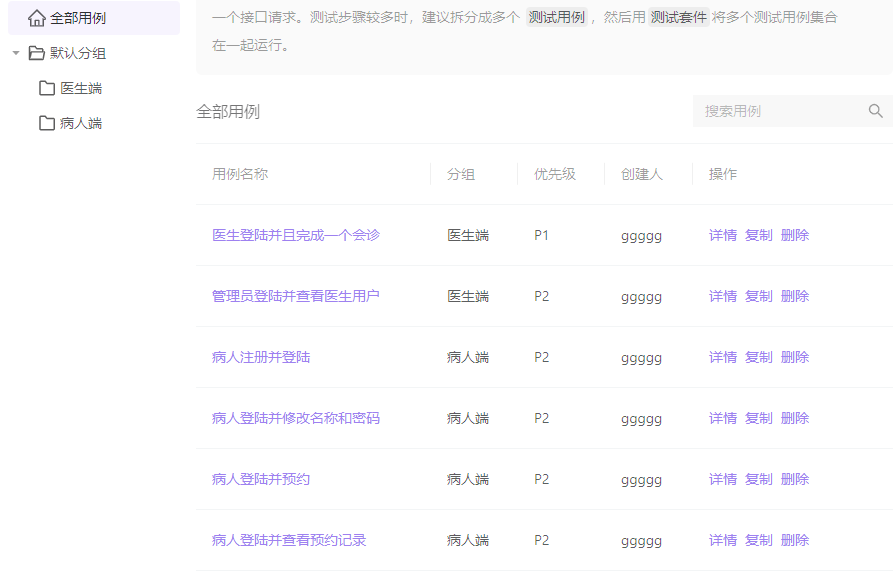 全部用例
默认分组
医生端
病人端
一个接口请求。测试步骤较多时，建议拆分成多个 测试用例 ，然后用 测试套件 将多个测试用例集合
在一起运行。
全部用例 搜索用例
用例名称 分组 优先级 创建人 操作
医生登陆并且完成一个会诊 医生端 P1 ggggg 详情 复制 删除
管理员登陆并查看医生用户 医生端 P2 ggggg 详情 复制 删除
病人注册并登陆 病人端 P2 ggggg 详情 复制 删除
病人登陆并修改名称和密码 病人端 P2 ggggg 详情 复制 删除
病人登陆并预约 病人端 P2 ggggg 详情 复制 删除
病人登陆并查看预约记录 病人端 P2 ggggg 详情 复制 删除